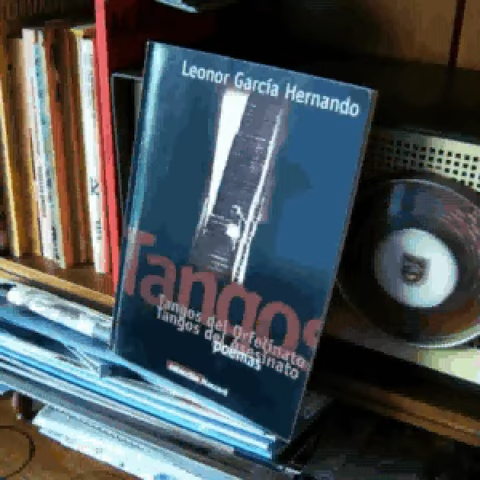 Leonor García Hernando
Tangos
Tangos del Orfelinato
Tangos del Asesinato
poemas